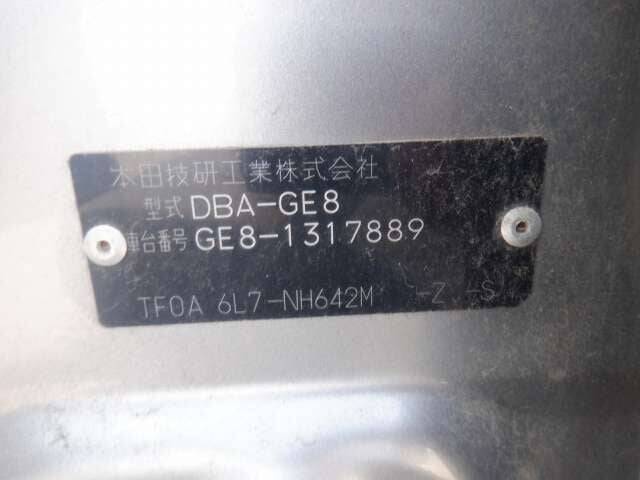 本田技研工業株式会社
型式 DBA-GE8
車台番号 GE8-1317889
TF0A 6L7-NH642M -Z -S